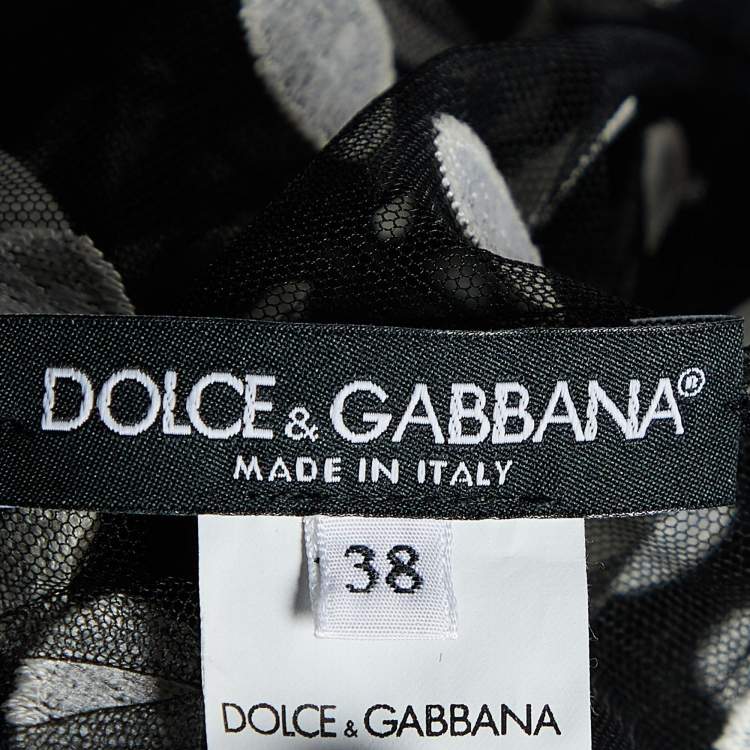 DOLCE & GABBANA®
MADE IN ITALY
38
DOLCE & GABBANA